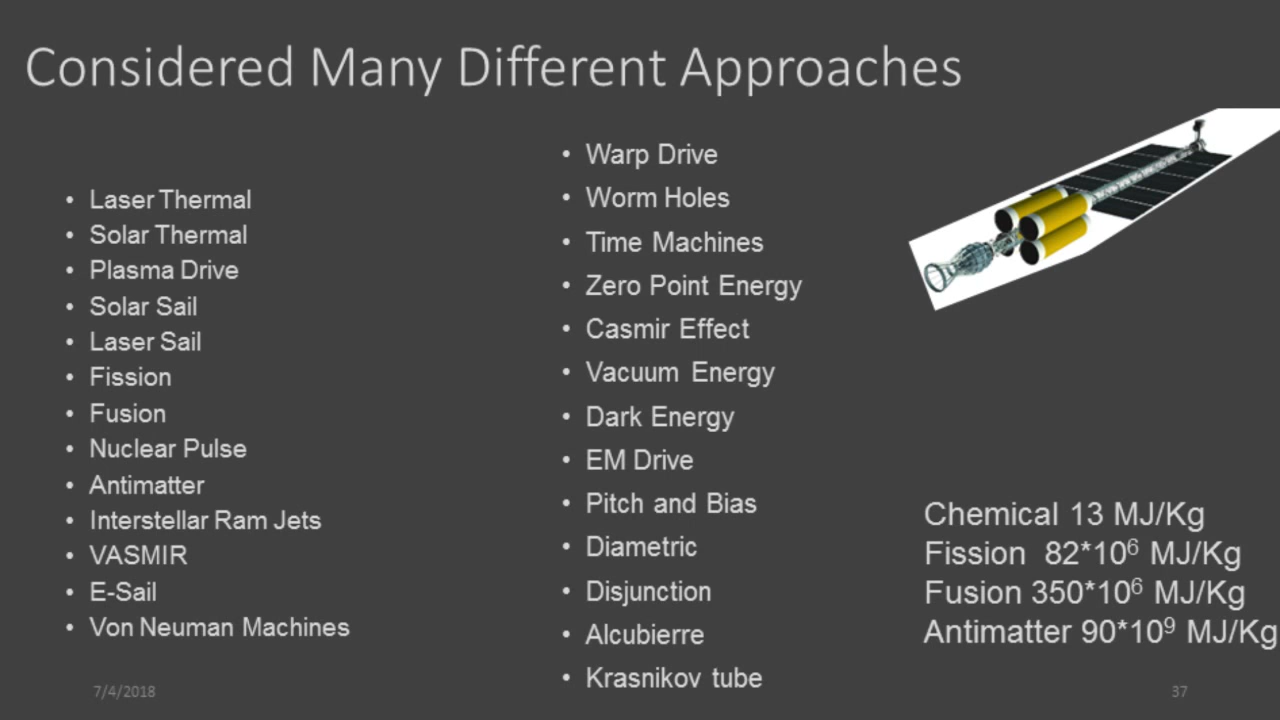 Considered Many Different Approaches
• Laser Thermal
• Solar Thermal
• Plasma Drive
• Solar Sail
• Laser Sail
• Fission
• Fusion
• Nuclear Pulse
• Antimatter
• Interstellar Ram Jets
• VASMIR
• E-Sail
• Von Neuman Machines
• Warp Drive
• Worm Holes
• Time Machines
• Zero Point Energy
• Casmir Effect
• Vacuum Energy
• Dark Energy
• EM Drive
• Pitch and Bias
• Diametric
• Disjunction
• Alcubierre
• Krasnikov tube
Chemical 13 MJ/Kg
Fission 82*10⁶ MJ/Kg
Fusion 350*10⁶ MJ/Kg
Antimatter 90*10⁹ MJ/Kg
7/4/2018
37